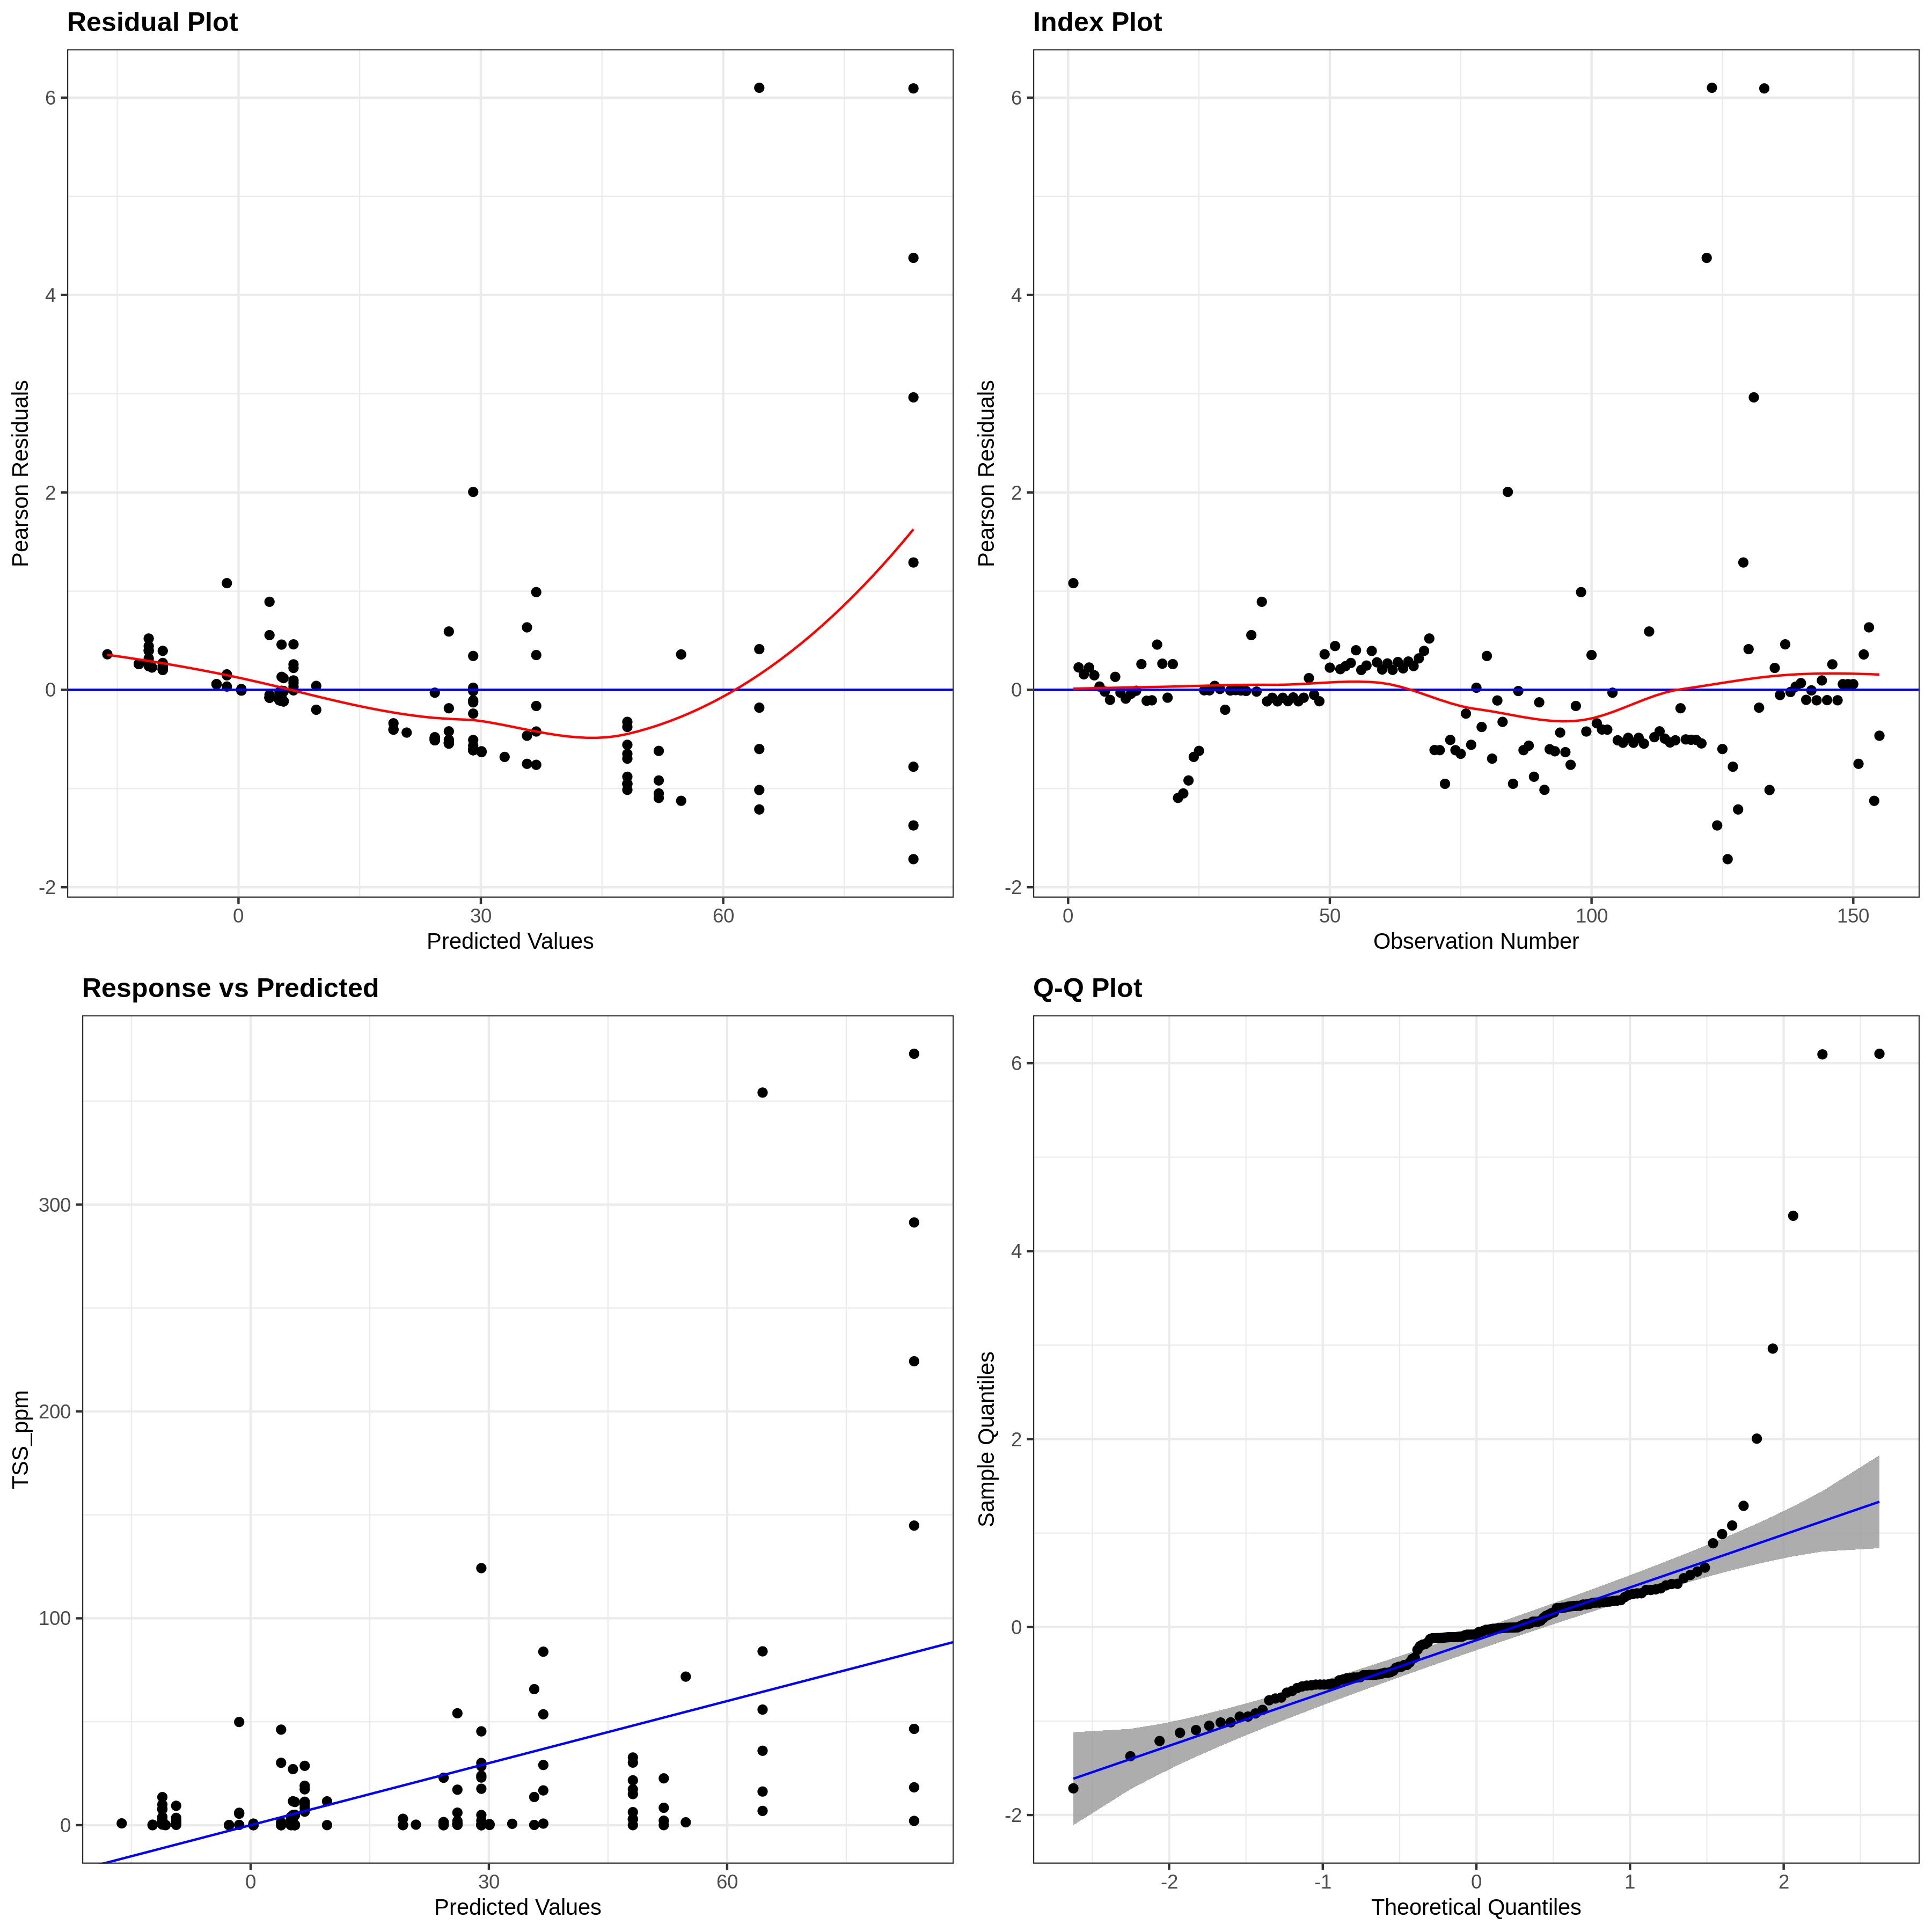 Residual Plot
Index Plot
6
4
2
0
-2
Pearson Residuals
0
30
60
Predicted Values
6
4
2
0
-2
Pearson Residuals
0
50
100
150
Observation Number
Response vs Predicted
Q-Q Plot
300
200
100
0
TSS_ppm
0
30
60
Predicted Values
6
4
2
0
-2
Sample Quantiles
-2
-1
0
1
2
Theoretical Quantiles